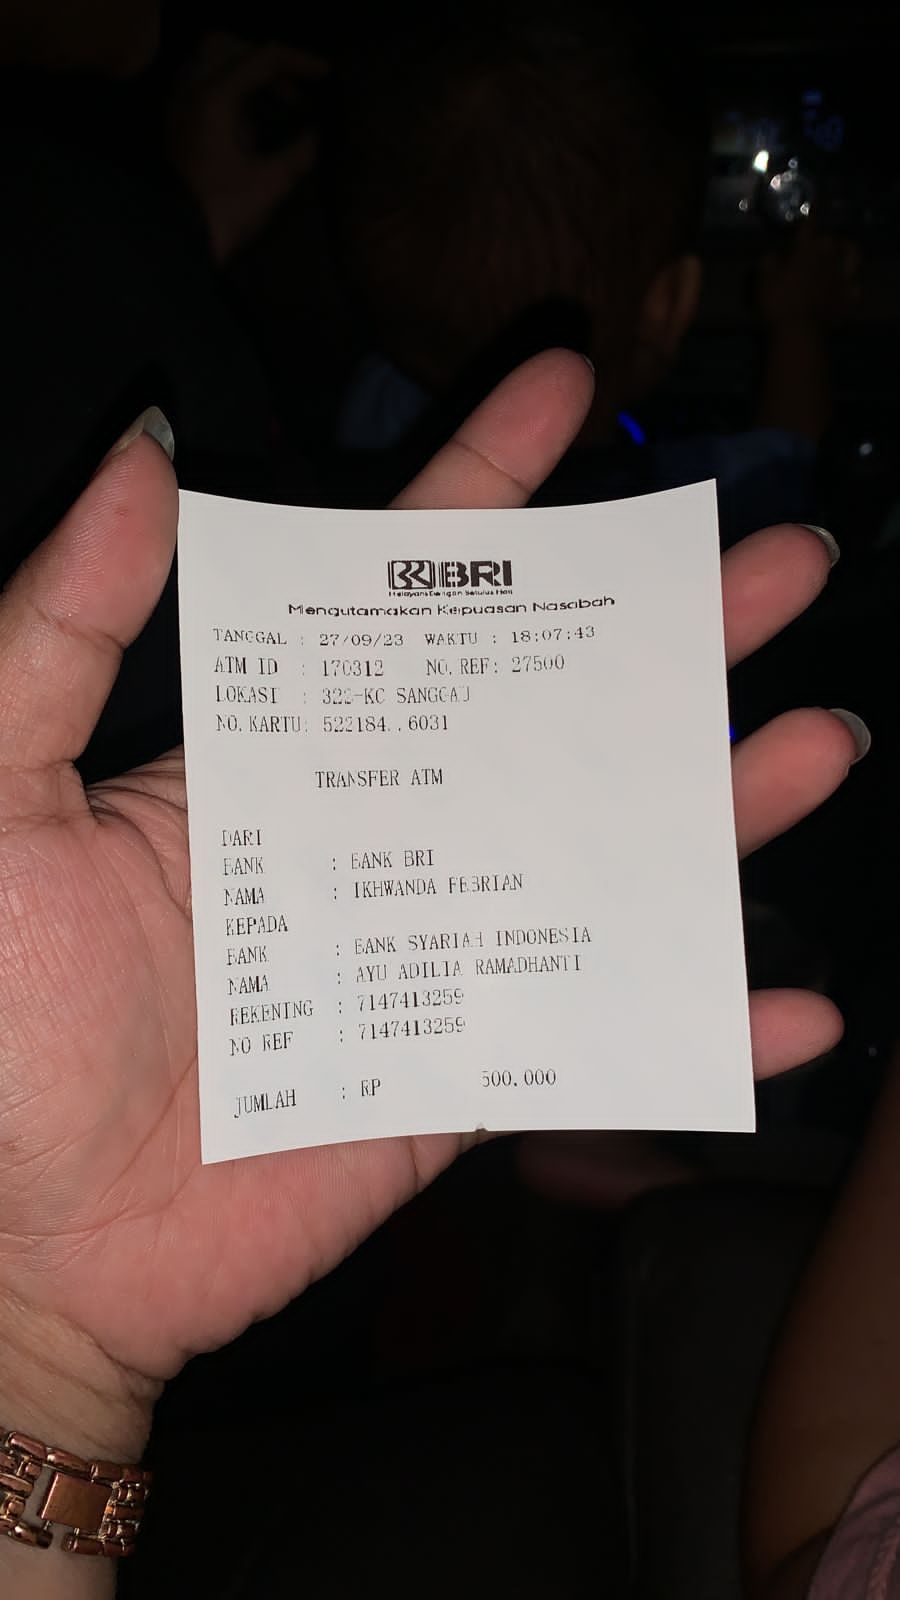 BRI
Melayani Dengan Setulus Hati
Mengutamakan Kepuasan Nasabah
TANGGAL : 27/09/23 WAKTU : 18:07:43
ATM ID : 170312 NO. REF: 27500
LOKASI : 322-KC SANGGAU
NO. KARTU: 522184..6031
TRANSFER ATM
DARI
BANK : BANK BRI
NAMA : IKHWANDA FEBRIAN
KEPADA
BANK : BANK SYARIAH INDONESIA
NAMA : AYU ADILIA RAMADHANTI
REKENING : 7147413259
NO REF : 7147413259
JUMLAH : RP 500.000